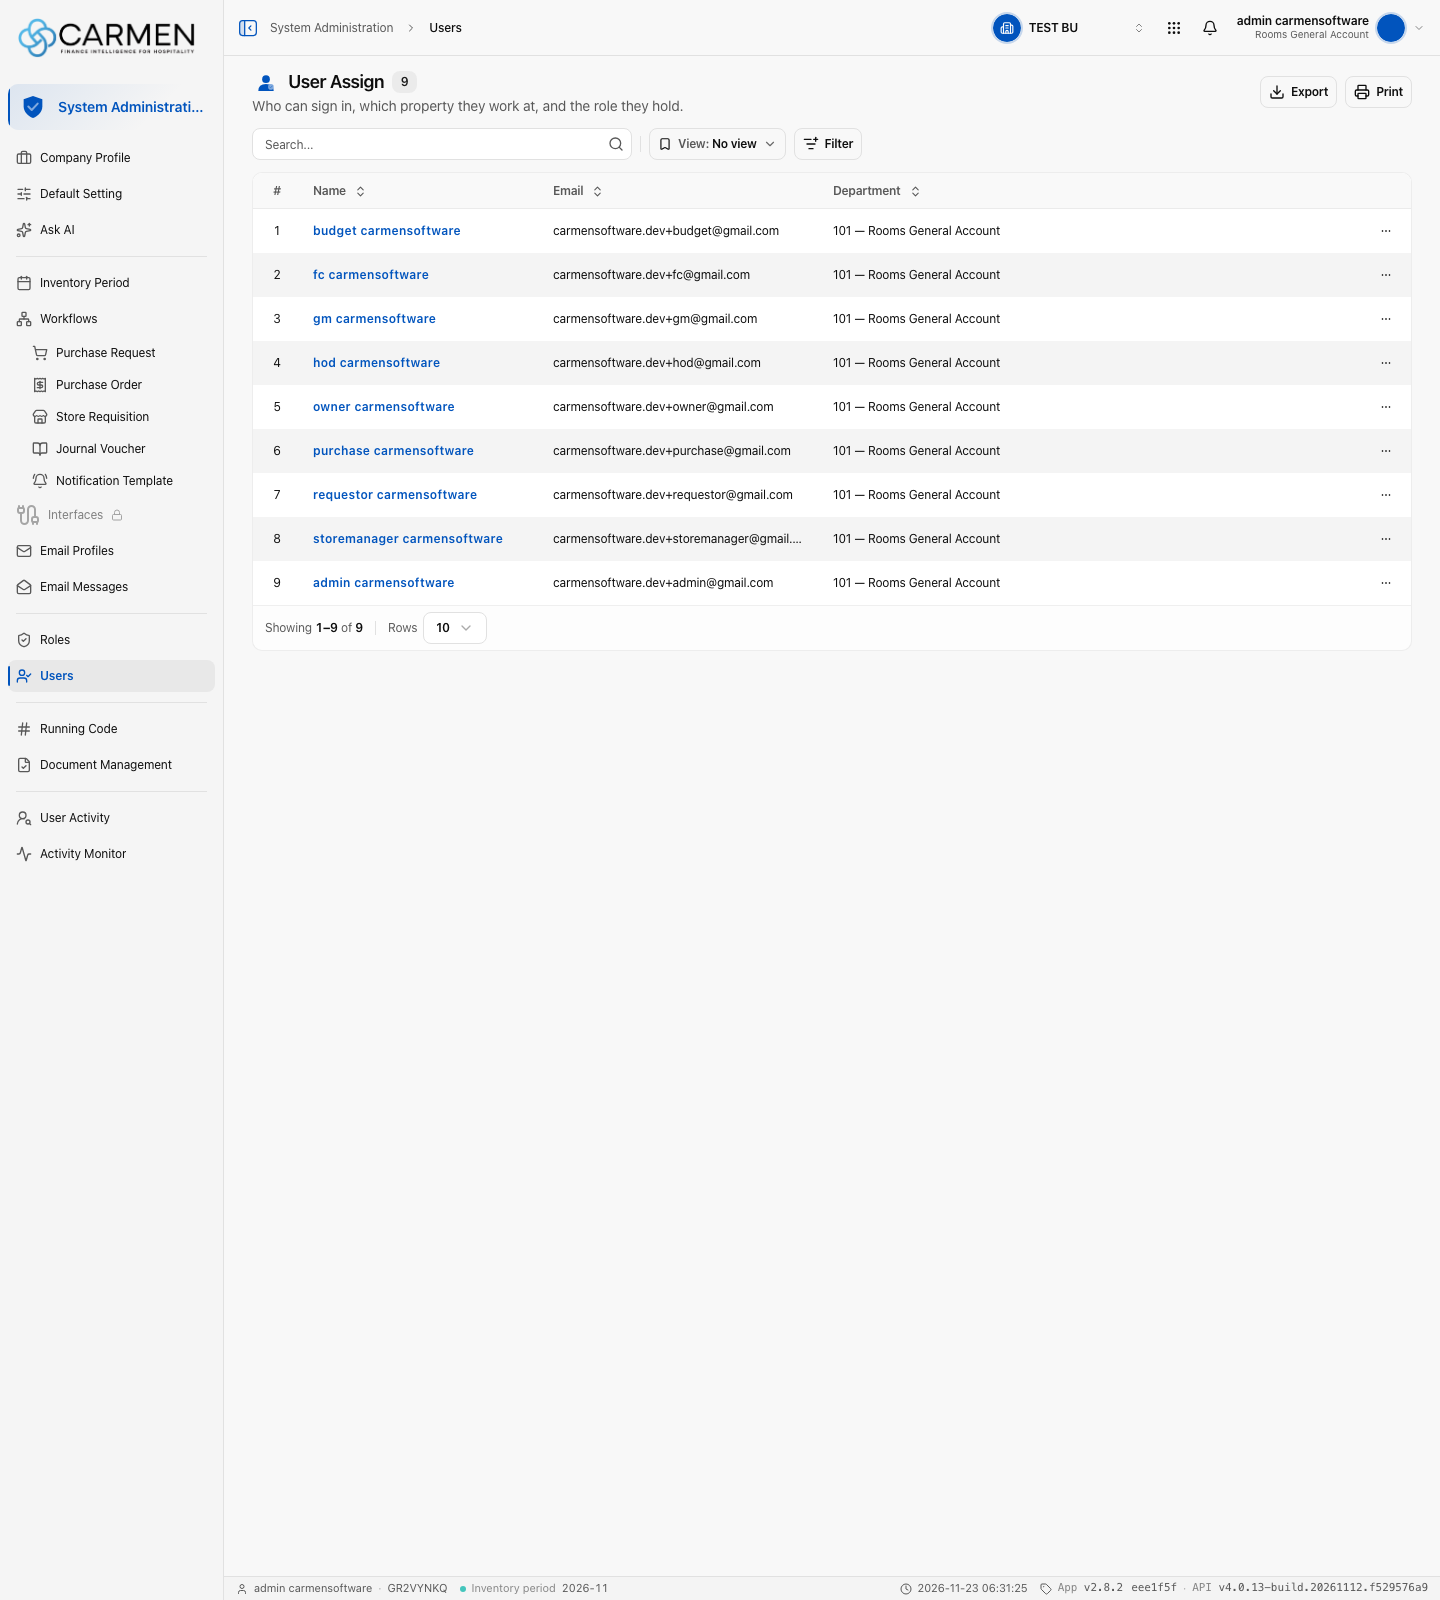 CARMEN
FINANCE INTELLIGENCE FOR HOSPITALITY
System Administrati...
Company Profile
Default Setting
Ask AI
Inventory Period
Workflows
Purchase Request
Purchase Order
Store Requisition
Journal Voucher
Notification Template
Interfaces
Email Profiles
Email Messages
Roles
Users
Running Code
Document Management
User Activity
Activity Monitor
System Administration > Users
TEST BU
admin carmensoftware
Rooms General Account
User Assign 9
Who can sign in, which property they work at, and the role they hold.
Export Print
Search... View: No view Filter
# Name Email Department
1 budget carmensoftware carmensoftware.dev+budget@gmail.com 101 — Rooms General Account ...
2 fc carmensoftware carmensoftware.dev+fc@gmail.com 101 — Rooms General Account ...
3 gm carmensoftware carmensoftware.dev+gm@gmail.com 101 — Rooms General Account ...
4 hod carmensoftware carmensoftware.dev+hod@gmail.com 101 — Rooms General Account ...
5 owner carmensoftware carmensoftware.dev+owner@gmail.com 101 — Rooms General Account ...
6 purchase carmensoftware carmensoftware.dev+purchase@gmail.com 101 — Rooms General Account ...
7 requestor carmensoftware carmensoftware.dev+requestor@gmail.com 101 — Rooms General Account ...
8 storemanager carmensoftware carmensoftware.dev+storemanager@gmail.... 101 — Rooms General Account ...
9 admin carmensoftware carmensoftware.dev+admin@gmail.com 101 — Rooms General Account ...
Showing 1–9 of 9 Rows 10
admin carmensoftware · GR2VYNKQ Inventory period 2026-11 2026-11-23 06:31:25 App v2.8.2 eee1f5f · API v4.0.13-build.20261112.f529576a9